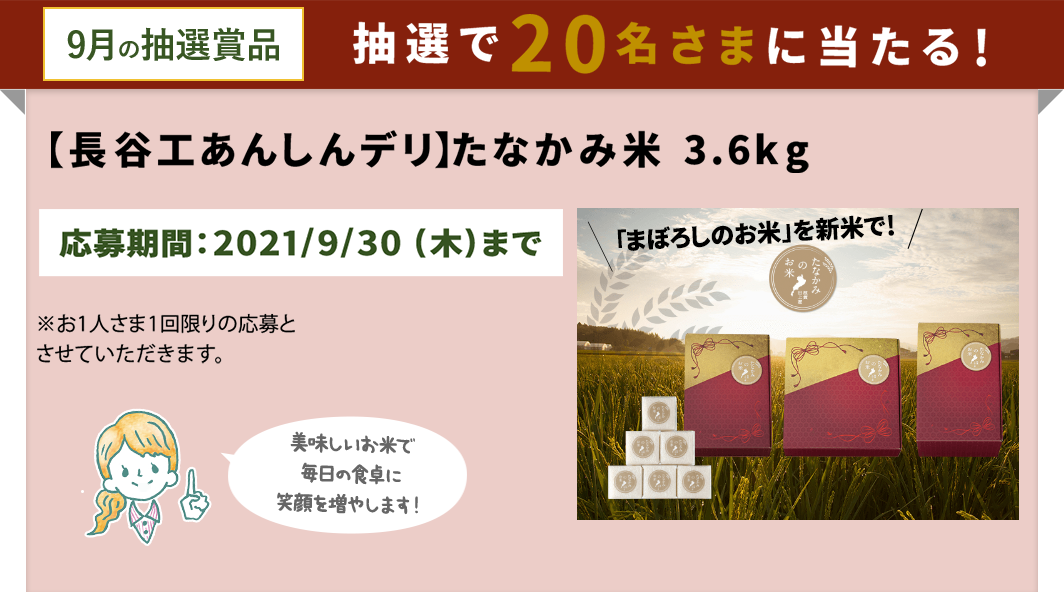 9月の抽選賞品
抽選で20名さまに当たる!
【長谷工あんしんデリ】たなかみ米 3.6kg
応募期間:2021/9/30 (木)まで
※お1人さま1回限りの応募と
させていただきます。
美味しいお米で
毎日の食卓に
笑顔を増やします!
「まぼろしのお米」を新米で!
たなかみ
の
お米